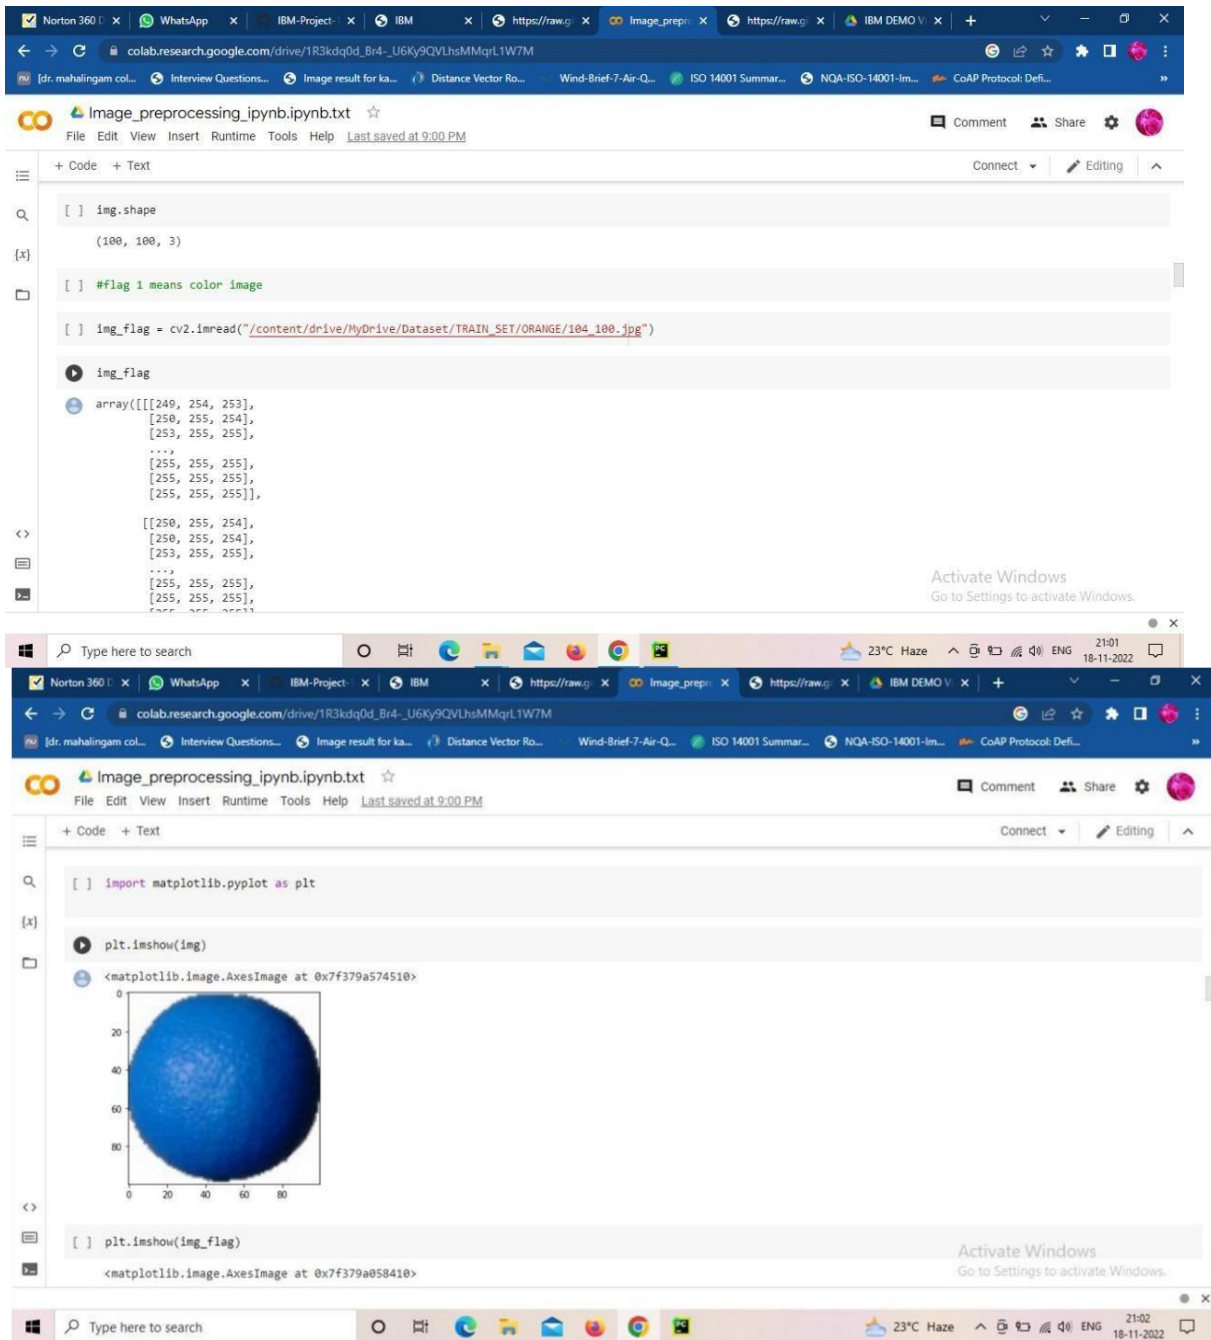 Norton 360 D WhatsApp IBM-Project- IBM https://raw.g Image_prepro https://raw.g IBM DEMO V
colab.research.google.com/drive/1R3kdq0d_Br4-_U6Ky9QVLhsMMqrL1W7M
[dr. mahalingam col... Interview Questions... Image result for ka... Distance Vector Ro... Wind-Brief-7-Air-Q... ISO 14001 Summar... NQA-ISO-14001-Im... CoAP Protocol: Defi... »
CO Image_preprocessing_ipynb.ipynb.txt Comment Share
File Edit View Insert Runtime Tools Help Last saved at 9:00 PM
+ Code + Text Connect Editing
[ ] img.shape
(100, 100, 3)
{x}
[ ] #flag 1 means color image
[ ] img_flag = cv2.imread("/content/drive/MyDrive/Dataset/TRAIN_SET/ORANGE/104_100.jpg")
img_flag
array([[[249, 254, 253],
[250, 255, 254],
[253, 255, 255],
...,
[255, 255, 255],
[255, 255, 255],
[255, 255, 255]],
[[250, 255, 254],
[250, 255, 254],
[253, 255, 255],
...,
[255, 255, 255],
[255, 255, 255],
Activate Windows
Go to Settings to activate Windows.
Type here to search 23°C Haze ENG 21:01
18-11-2022
Norton 360 D WhatsApp IBM-Project- IBM https://raw.g Image_prepro https://raw.g IBM DEMO V
colab.research.google.com/drive/1R3kdq0d_Br4-_U6Ky9QVLhsMMqrL1W7M
[dr. mahalingam col... Interview Questions... Image result for ka... Distance Vector Ro... Wind-Brief-7-Air-Q... ISO 14001 Summar... NQA-ISO-14001-Im... CoAP Protocol: Defi... »
CO Image_preprocessing_ipynb.ipynb.txt Comment Share
File Edit View Insert Runtime Tools Help Last saved at 9:00 PM
+ Code + Text Connect Editing
[ ] import matplotlib.pyplot as plt
{x}
plt.imshow(img)
<matplotlib.image.AxesImage at 0x7f379a574510>
0
20
40
60
80
0 20 40 60 80
[ ] plt.imshow(img_flag)
<matplotlib.image.AxesImage at 0x7f379a058410>
Activate Windows
Go to Settings to activate Windows.
Type here to search 23°C Haze ENG 21:02
18-11-2022